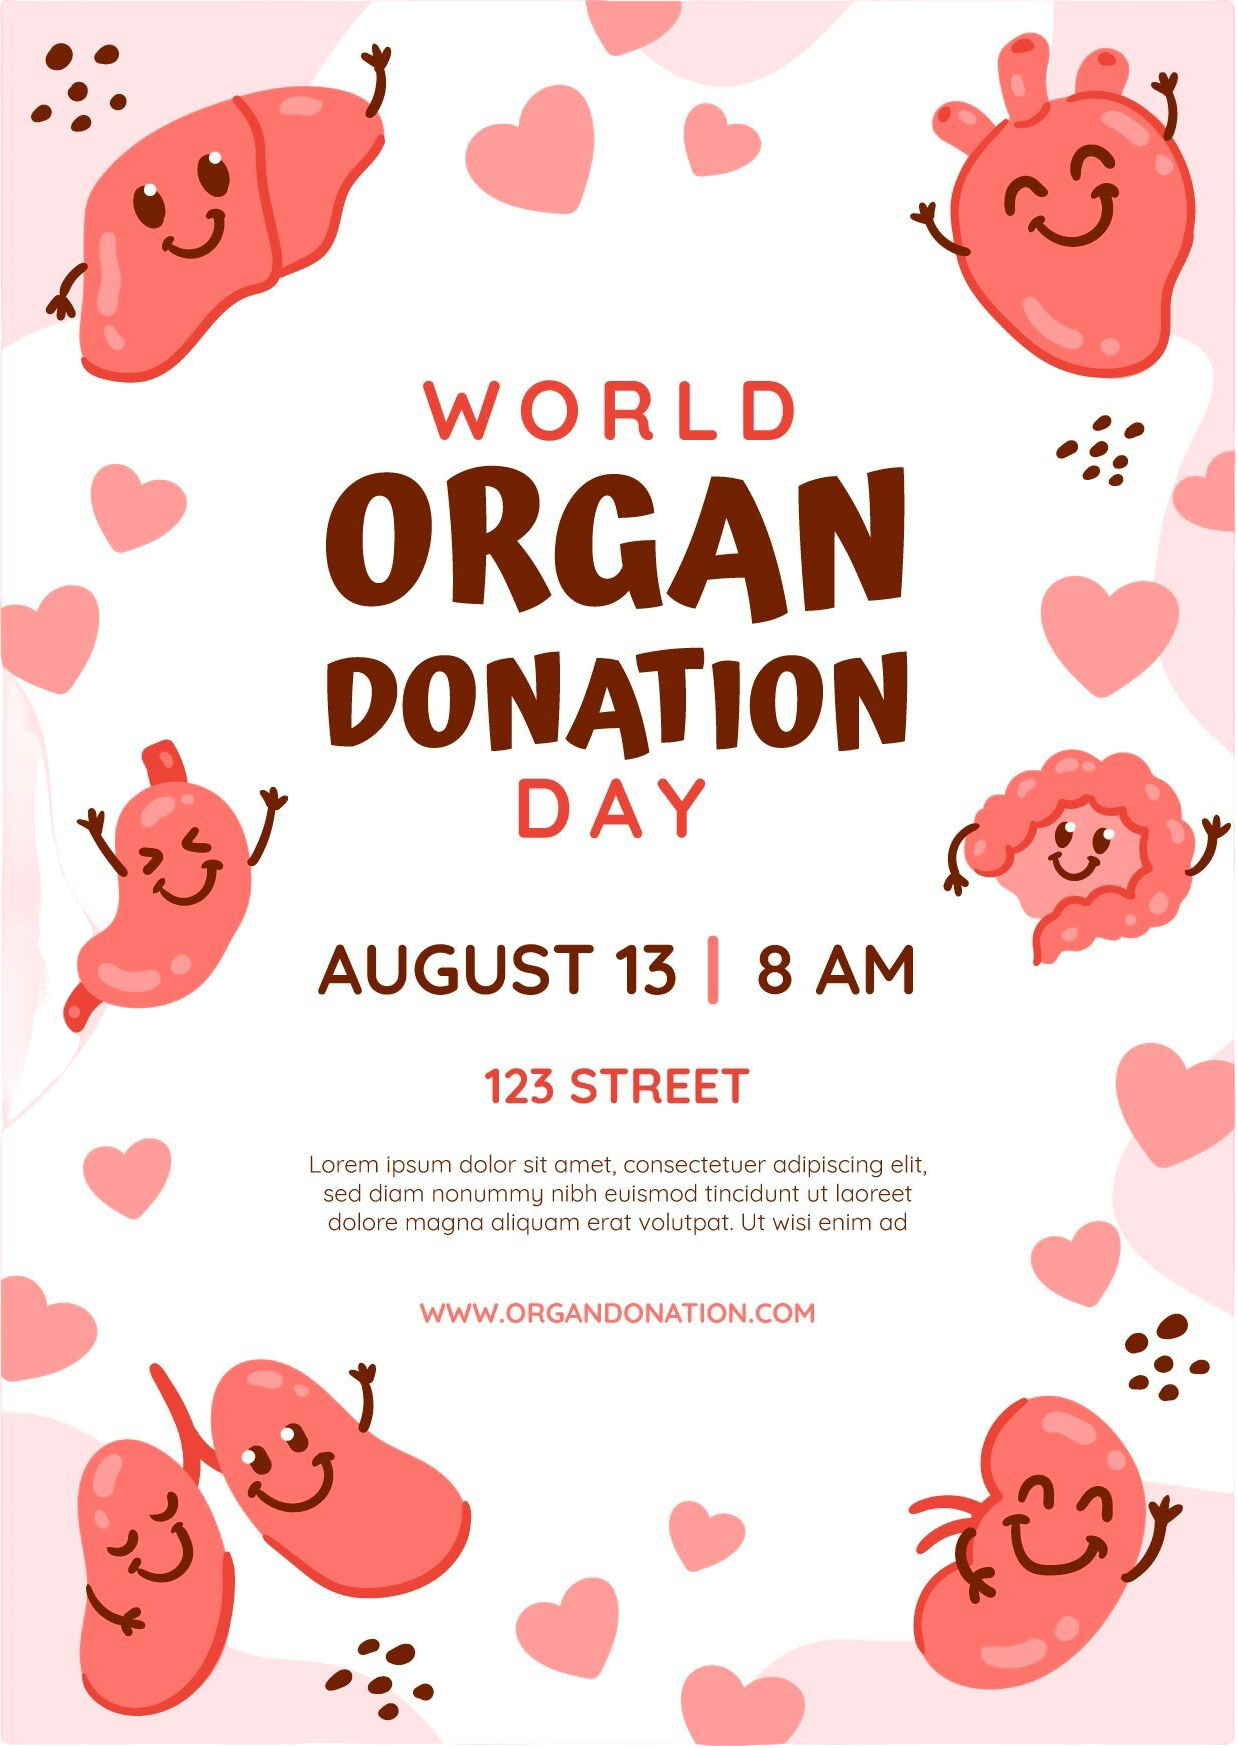 WORLD
ORGAN
DONATION
DAY
AUGUST 13 | 8 AM
123 STREET
Lorem ipsum dolor sit amet, consectetuer adipiscing elit,
sed diam nonummy nibh euismod tincidunt ut laoreet
dolore magna aliquam erat volutpat. Ut wisi enim ad
WWW.ORGANDONATION.COM